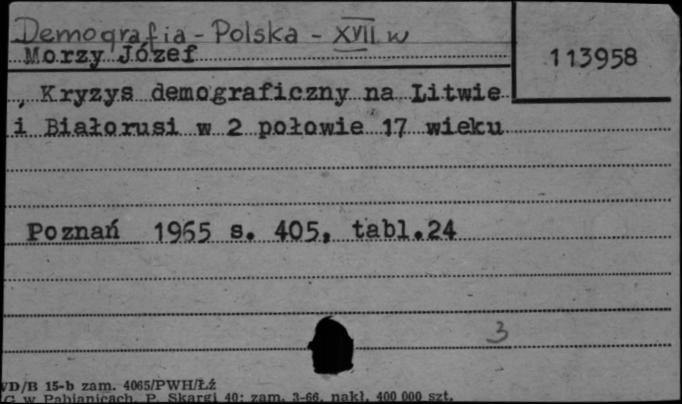 Demografia - Polska - XVII w
Morzy Józef
113958
Kryzys demograficzny na Litwie
i Białorusi w 2 połowie 17 wieku
Poznań 1965 s. 405, tabl.24
3
VD/B 15-b zam. 4065/PWH/Łź
G w Pabianicach, P. Skargi 40; zam. 3-66, nakł. 400 000 szt.